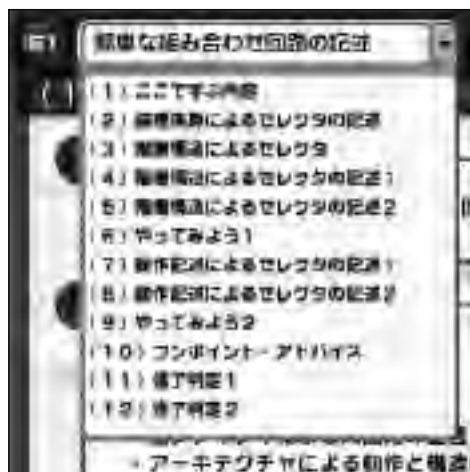 簡単な組み合わせ回路の記述
(1) ここで学ぶ内容
(2) 論理演算によるセレクタの記述
(3) 階層構造によるセレクタ
(4) 階層構造によるセレクタの記述1
(5) 階層構造によるセレクタの記述2
(6) やってみよう1
(7) 動作記述によるセレクタの記述1
(8) 動作記述によるセレクタの記述2
(9) やってみよう2
(10) ワンポイント・アドバイス
(11) 修了判定1
(12) 修了判定2
・アーキテクチャによる動作と構造